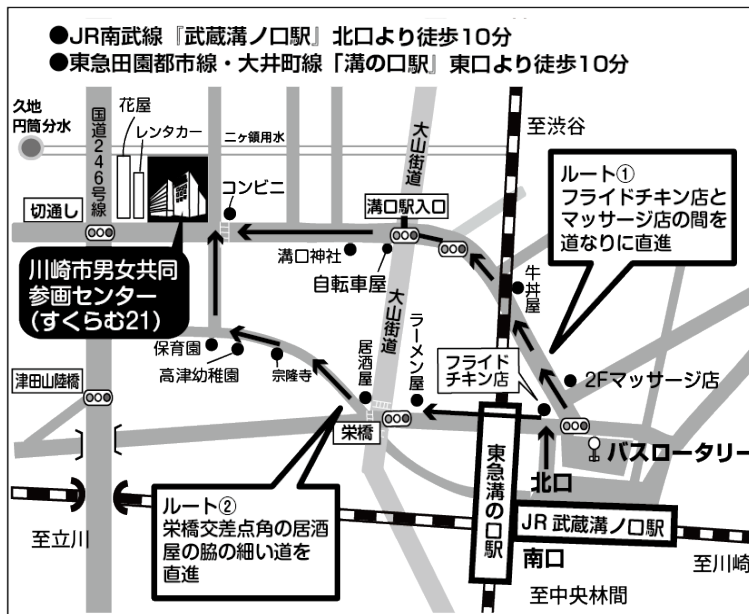 ●JR南武線『武蔵溝ノ口駅』北口より徒歩10分
●東急田園都市線・大井町線「溝の口駅」東口より徒歩10分
久地
円筒分水
国道246号線
花屋
レンタカー
ニヶ領用水
大山街道
至渋谷
コンビニ
切通し
溝口駅入口
ルート①
フライドチキン店と
マッサージ店の間を
道なりに直進
川崎市男女共同
参画センター
(すくらむ21)
溝口神社
自転車屋
牛丼屋
大山街道
保育園
高津幼稚園
宗隆寺
居酒屋
ラーメン屋
フライド
チキン店
2Fマッサージ店
津田山陸橋
栄橋
バスロータリー
北口
東急溝の口駅
ルート②
栄橋交差点角の居酒
屋の脇の細い道を
直進
JR 武蔵溝ノ口駅
至立川
南口
至川崎
至中央林間